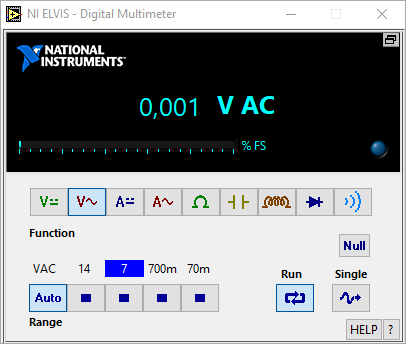 NI ELVIS - Digital Multimeter
NATIONAL
INSTRUMENTS™
0,001 V AC
% FS
V
V
A
A
Ω
Function
Null
VAC 14 7 700m 70m
Run Single
Auto
Range
HELP ?